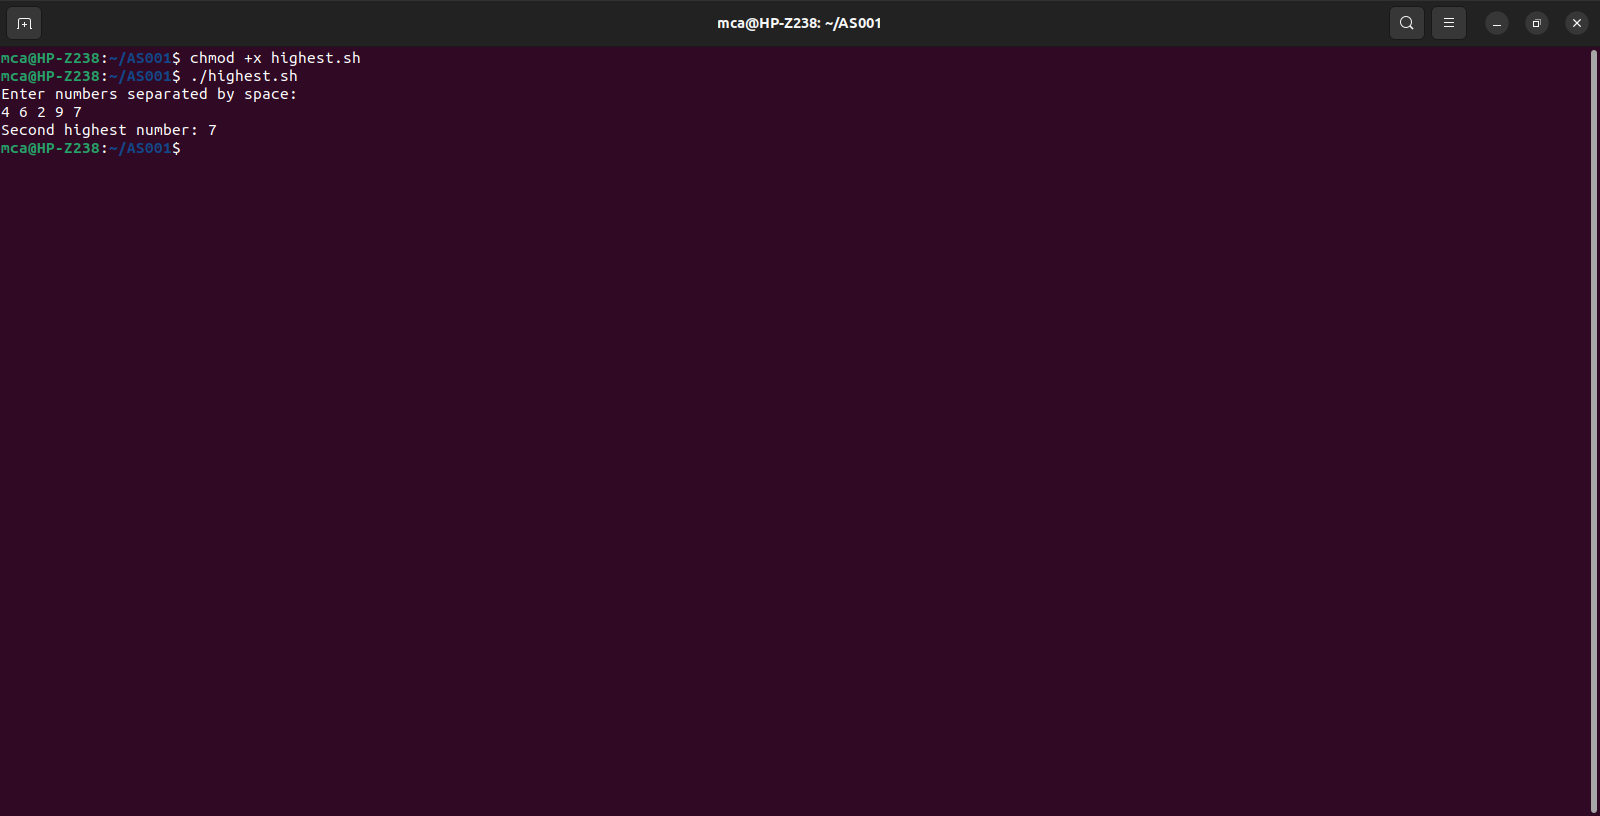 mca@HP-Z238: ~/AS001
mca@HP-Z238:~/AS001$ chmod +x highest.sh
mca@HP-Z238:~/AS001$ ./highest.sh
Enter numbers separated by space:
4 6 2 9 7
Second highest number: 7
mca@HP-Z238:~/AS001$